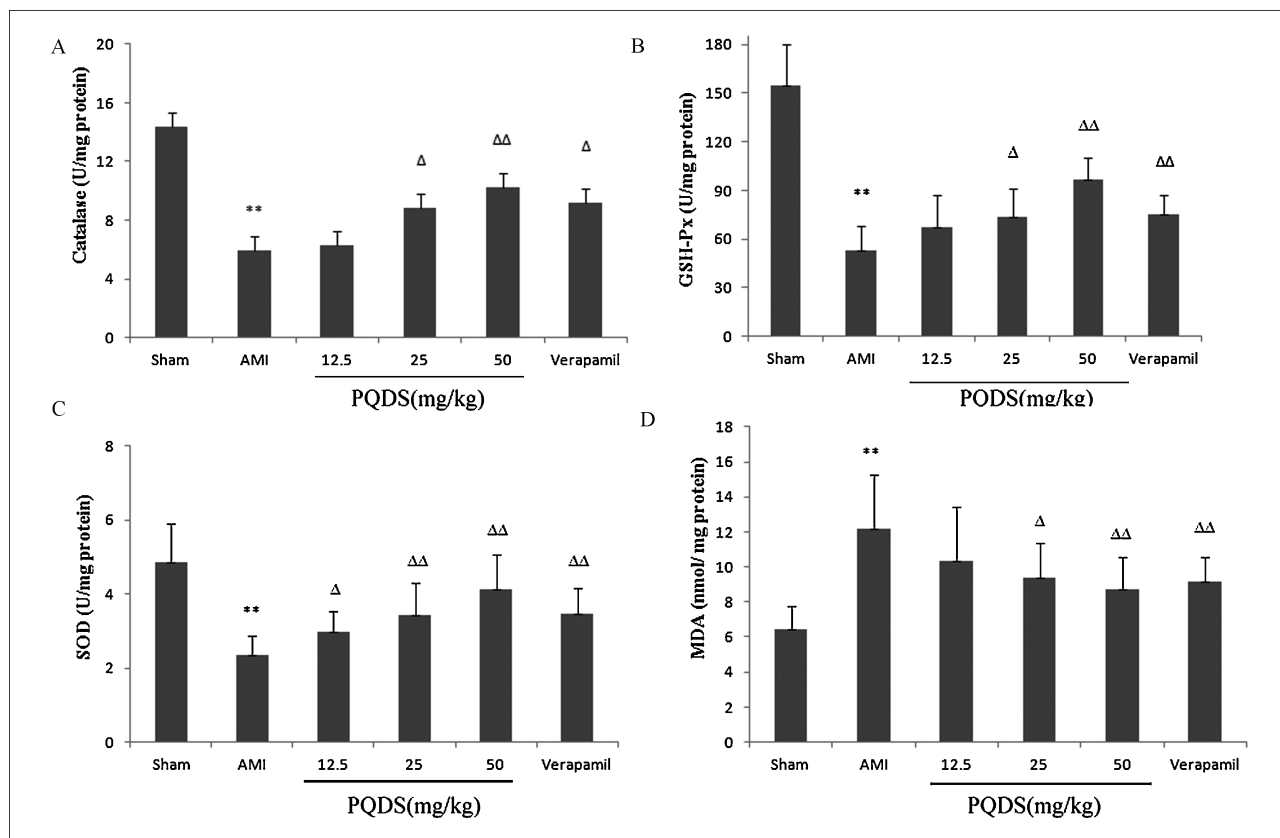 A
Catalase (U/mg protein)
20
16
12
8
4
0
**
Δ
ΔΔ
Δ
Sham AMI 12.5 25 50 Verapamil
PQDS(mg/kg)
B
GSH-Px (U/mg protein)
180
150
120
90
60
30
0
**
Δ
ΔΔ
ΔΔ
Sham AMI 12.5 25 50 Verapamil
PODS(mg/kg)
C
SOD (U/mg protein)
8
6
4
2
0
**
Δ
ΔΔ
ΔΔ
ΔΔ
Sham AMI 12.5 25 50 Verapamil
PQDS(mg/kg)
D
MDA (nmol/ mg protein)
18
16
14
12
10
8
6
4
2
0
**
Δ
ΔΔ
ΔΔ
Sham AMI 12.5 25 50 Verapamil
PQDS(mg/kg)